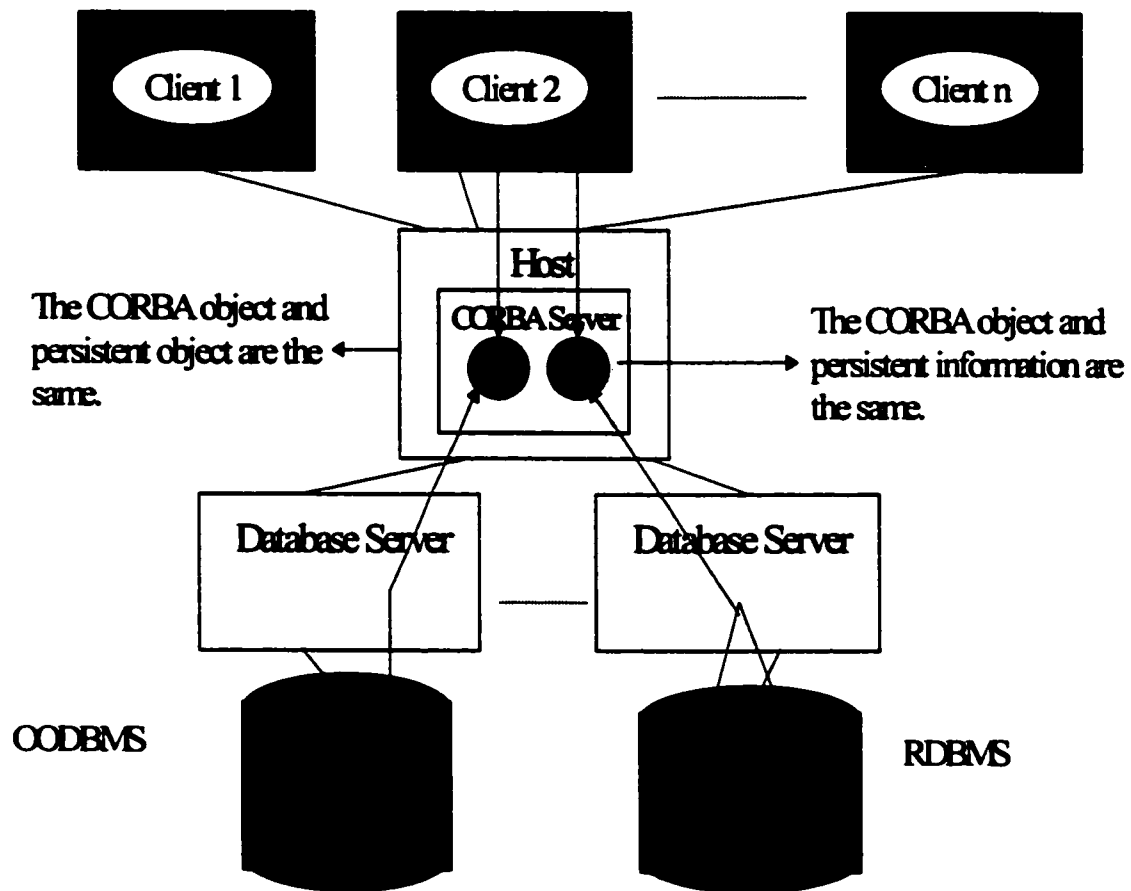 Client 1
Client 2
Client n
Host
CORBA Server
The CORBA object and
persistent object are the
same.
The CORBA object and
persistent information are
the same.
Database Server
Database Server
OODBMS
RDBMS